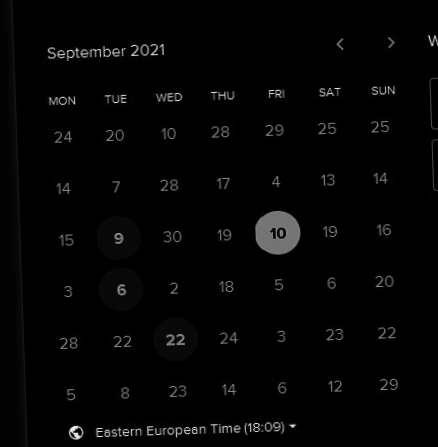 September 2021
W
MON TUE WED THU FRI SAT SUN
24 20 10 28 29 25 25
14 7 28 17 4 13 14
15 9 30 19 10 19 16
3 6 2 18 5 6 20
28 22 22 24 3 23 22
5 8 23 14 6 12 29
Eastern European Time (18:09)